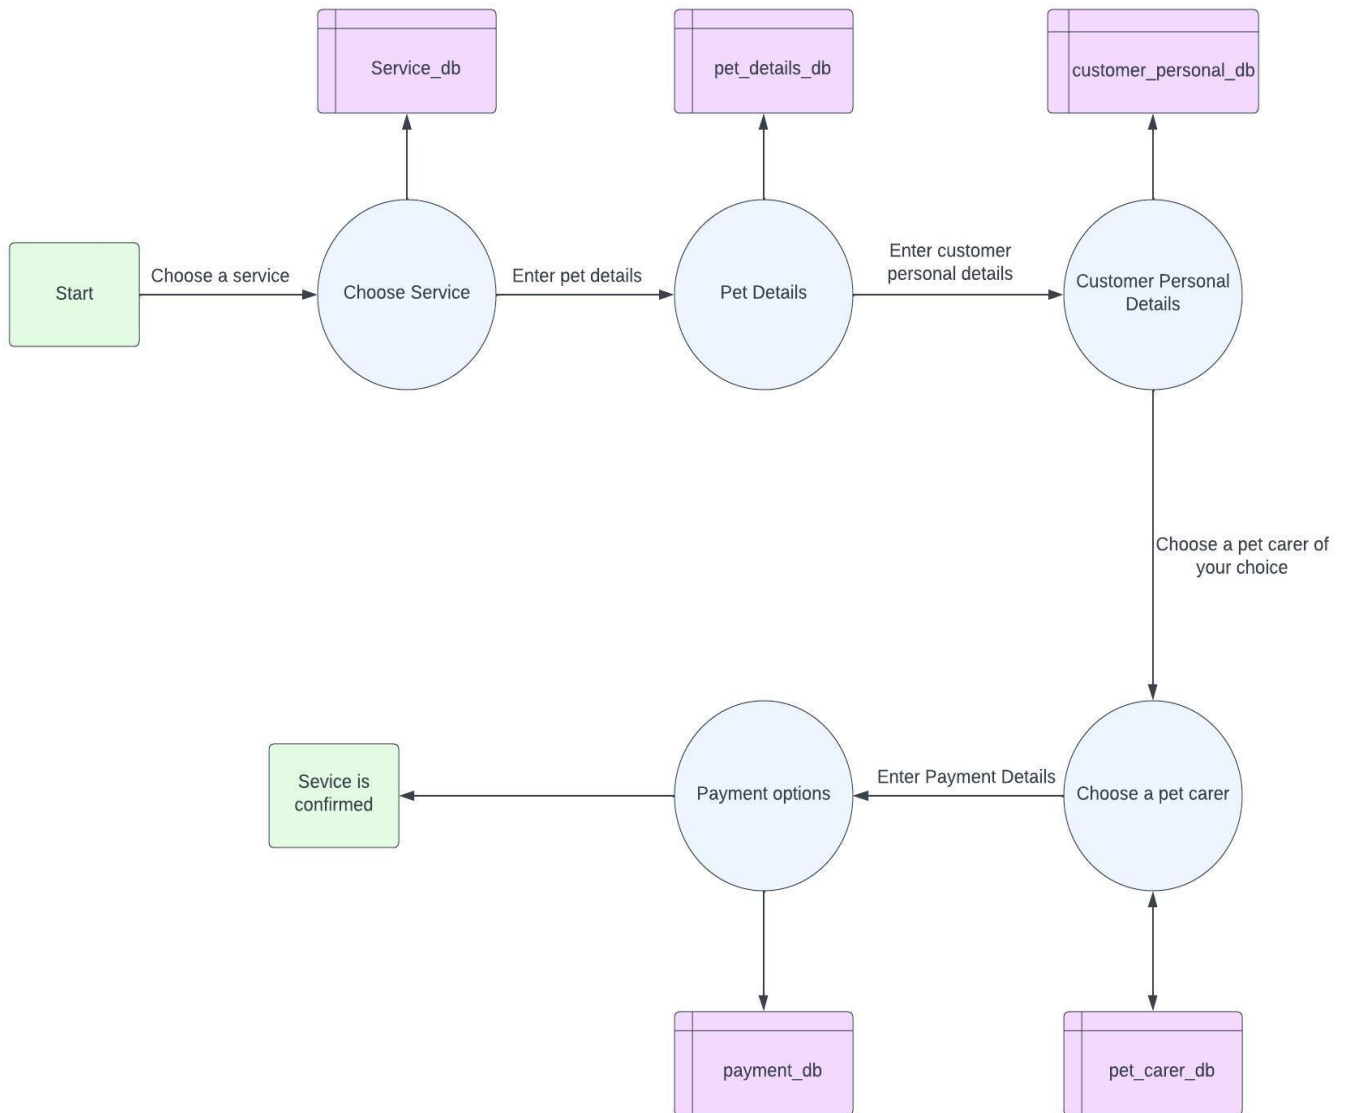 Service_db
pet_details_db
customer_personal_db
Start
Choose a service
Choose Service
Enter pet details
Pet Details
Enter customer
personal details
Customer Personal
Details
Choose a pet carer of
your choice
Sevice is
confirmed
Payment options
Enter Payment Details
Choose a pet carer
payment_db
pet_carer_db